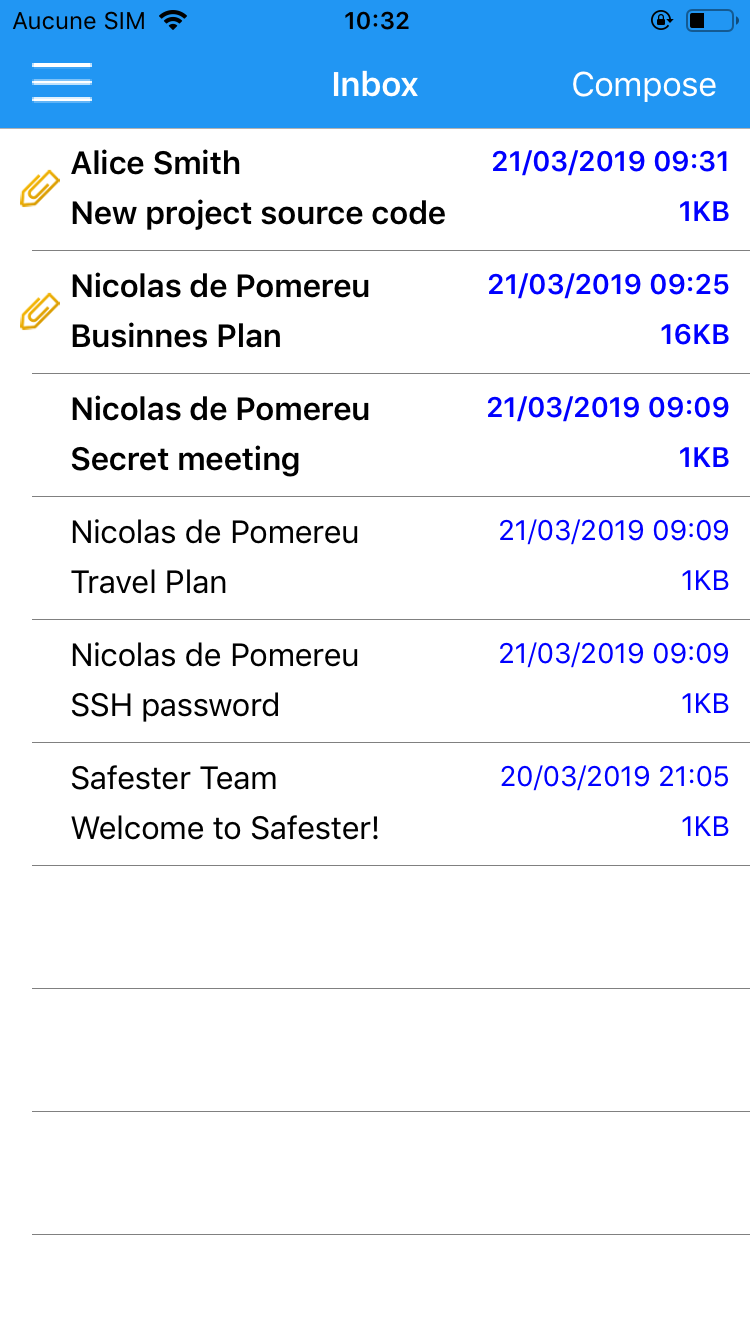 Aucune SIM 10:32
Inbox Compose
Alice Smith 21/03/2019 09:31
New project source code 1KB
Nicolas de Pomereu 21/03/2019 09:25
Businnes Plan 16KB
Nicolas de Pomereu 21/03/2019 09:09
Secret meeting 1KB
Nicolas de Pomereu 21/03/2019 09:09
Travel Plan 1KB
Nicolas de Pomereu 21/03/2019 09:09
SSH password 1KB
Safester Team 20/03/2019 21:05
Welcome to Safester! 1KB